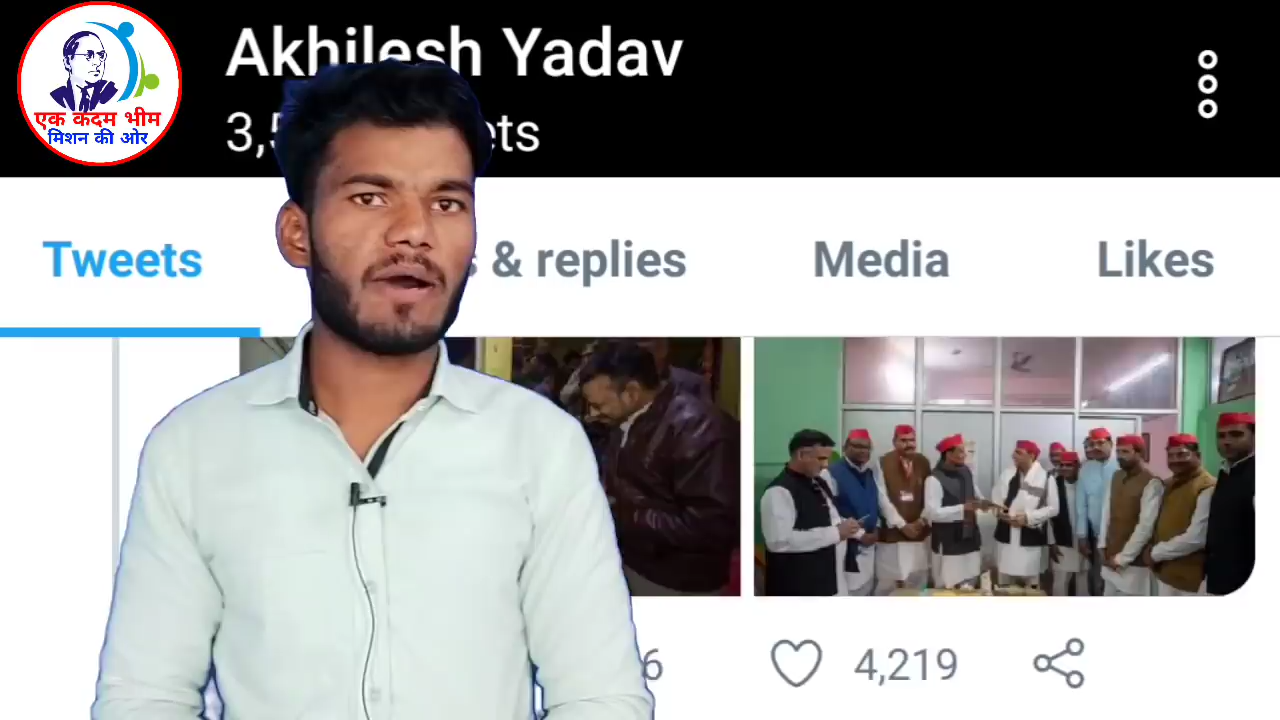 एक कदम भीम
मिशन की ओर
Akhilesh Yadav
Tweets
& replies
Media
Likes
4,219